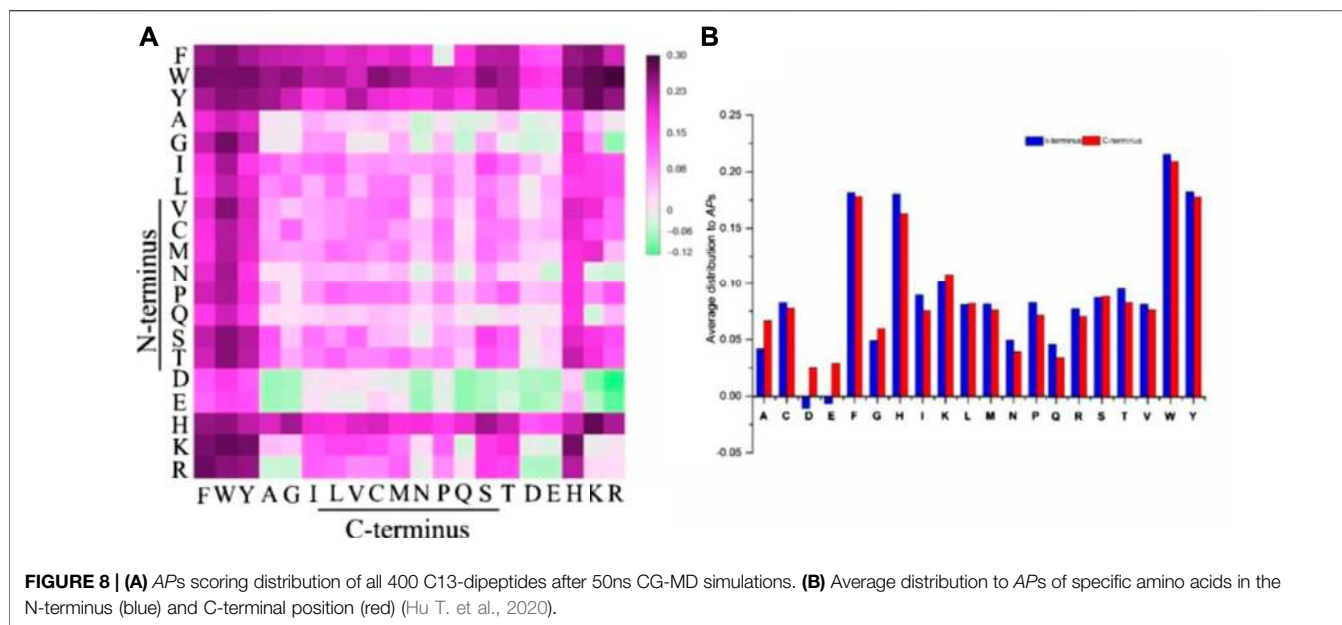 A
F
W
Y
A
G
I
L
V
C
M
N
P
Q
S
T
D
E
H
K
R
N-terminus
F W Y A G I L V C M N P Q S T D E H K R
C-terminus
0.30
0.23
0.15
0.08
0
-0.06
-0.12
B
0.25
0.20
0.15
0.10
0.05
0.00
-0.05
Average distribution to APs
N-terminus C-terminus
A C D E F G H I K L M N P Q R S T V W Y
FIGURE 8 | (A) APs scoring distribution of all 400 C13-dipeptides after 50ns CG-MD simulations. (B) Average distribution to APs of specific amino acids in the
N-terminus (blue) and C-terminal position (red) (Hu T. et al., 2020).